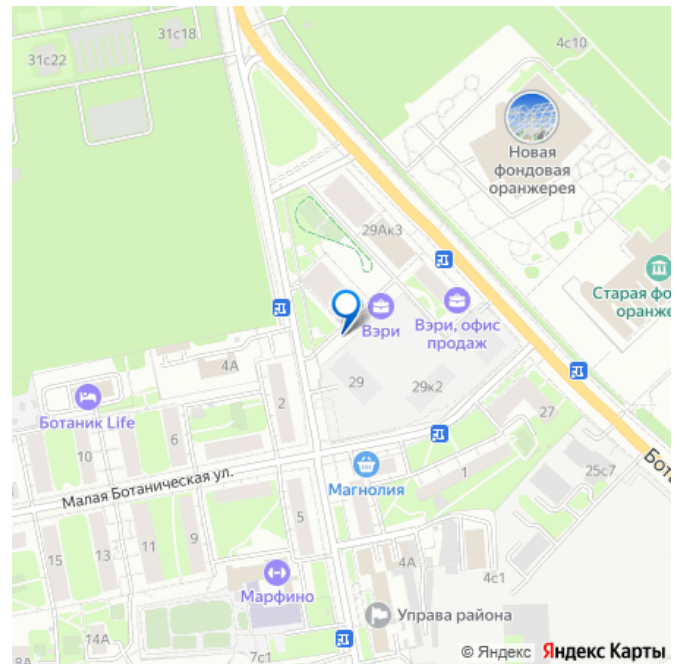 31с18
31с22
4с10
Новая
фондовая
оранжерея
29Ак3
Старая фо
оранже
Вэри
Вэри, офис
продаж
4А
Ботаник Life
2
29
29к2
27
10
6
Малая Ботаническая ул.
Магнолия
1
25с7
Бота
15
13
11
9
5
4А
4с1
Марфино
Управа района
8А
14А
7с1
© Яндекс Яндекс Карты